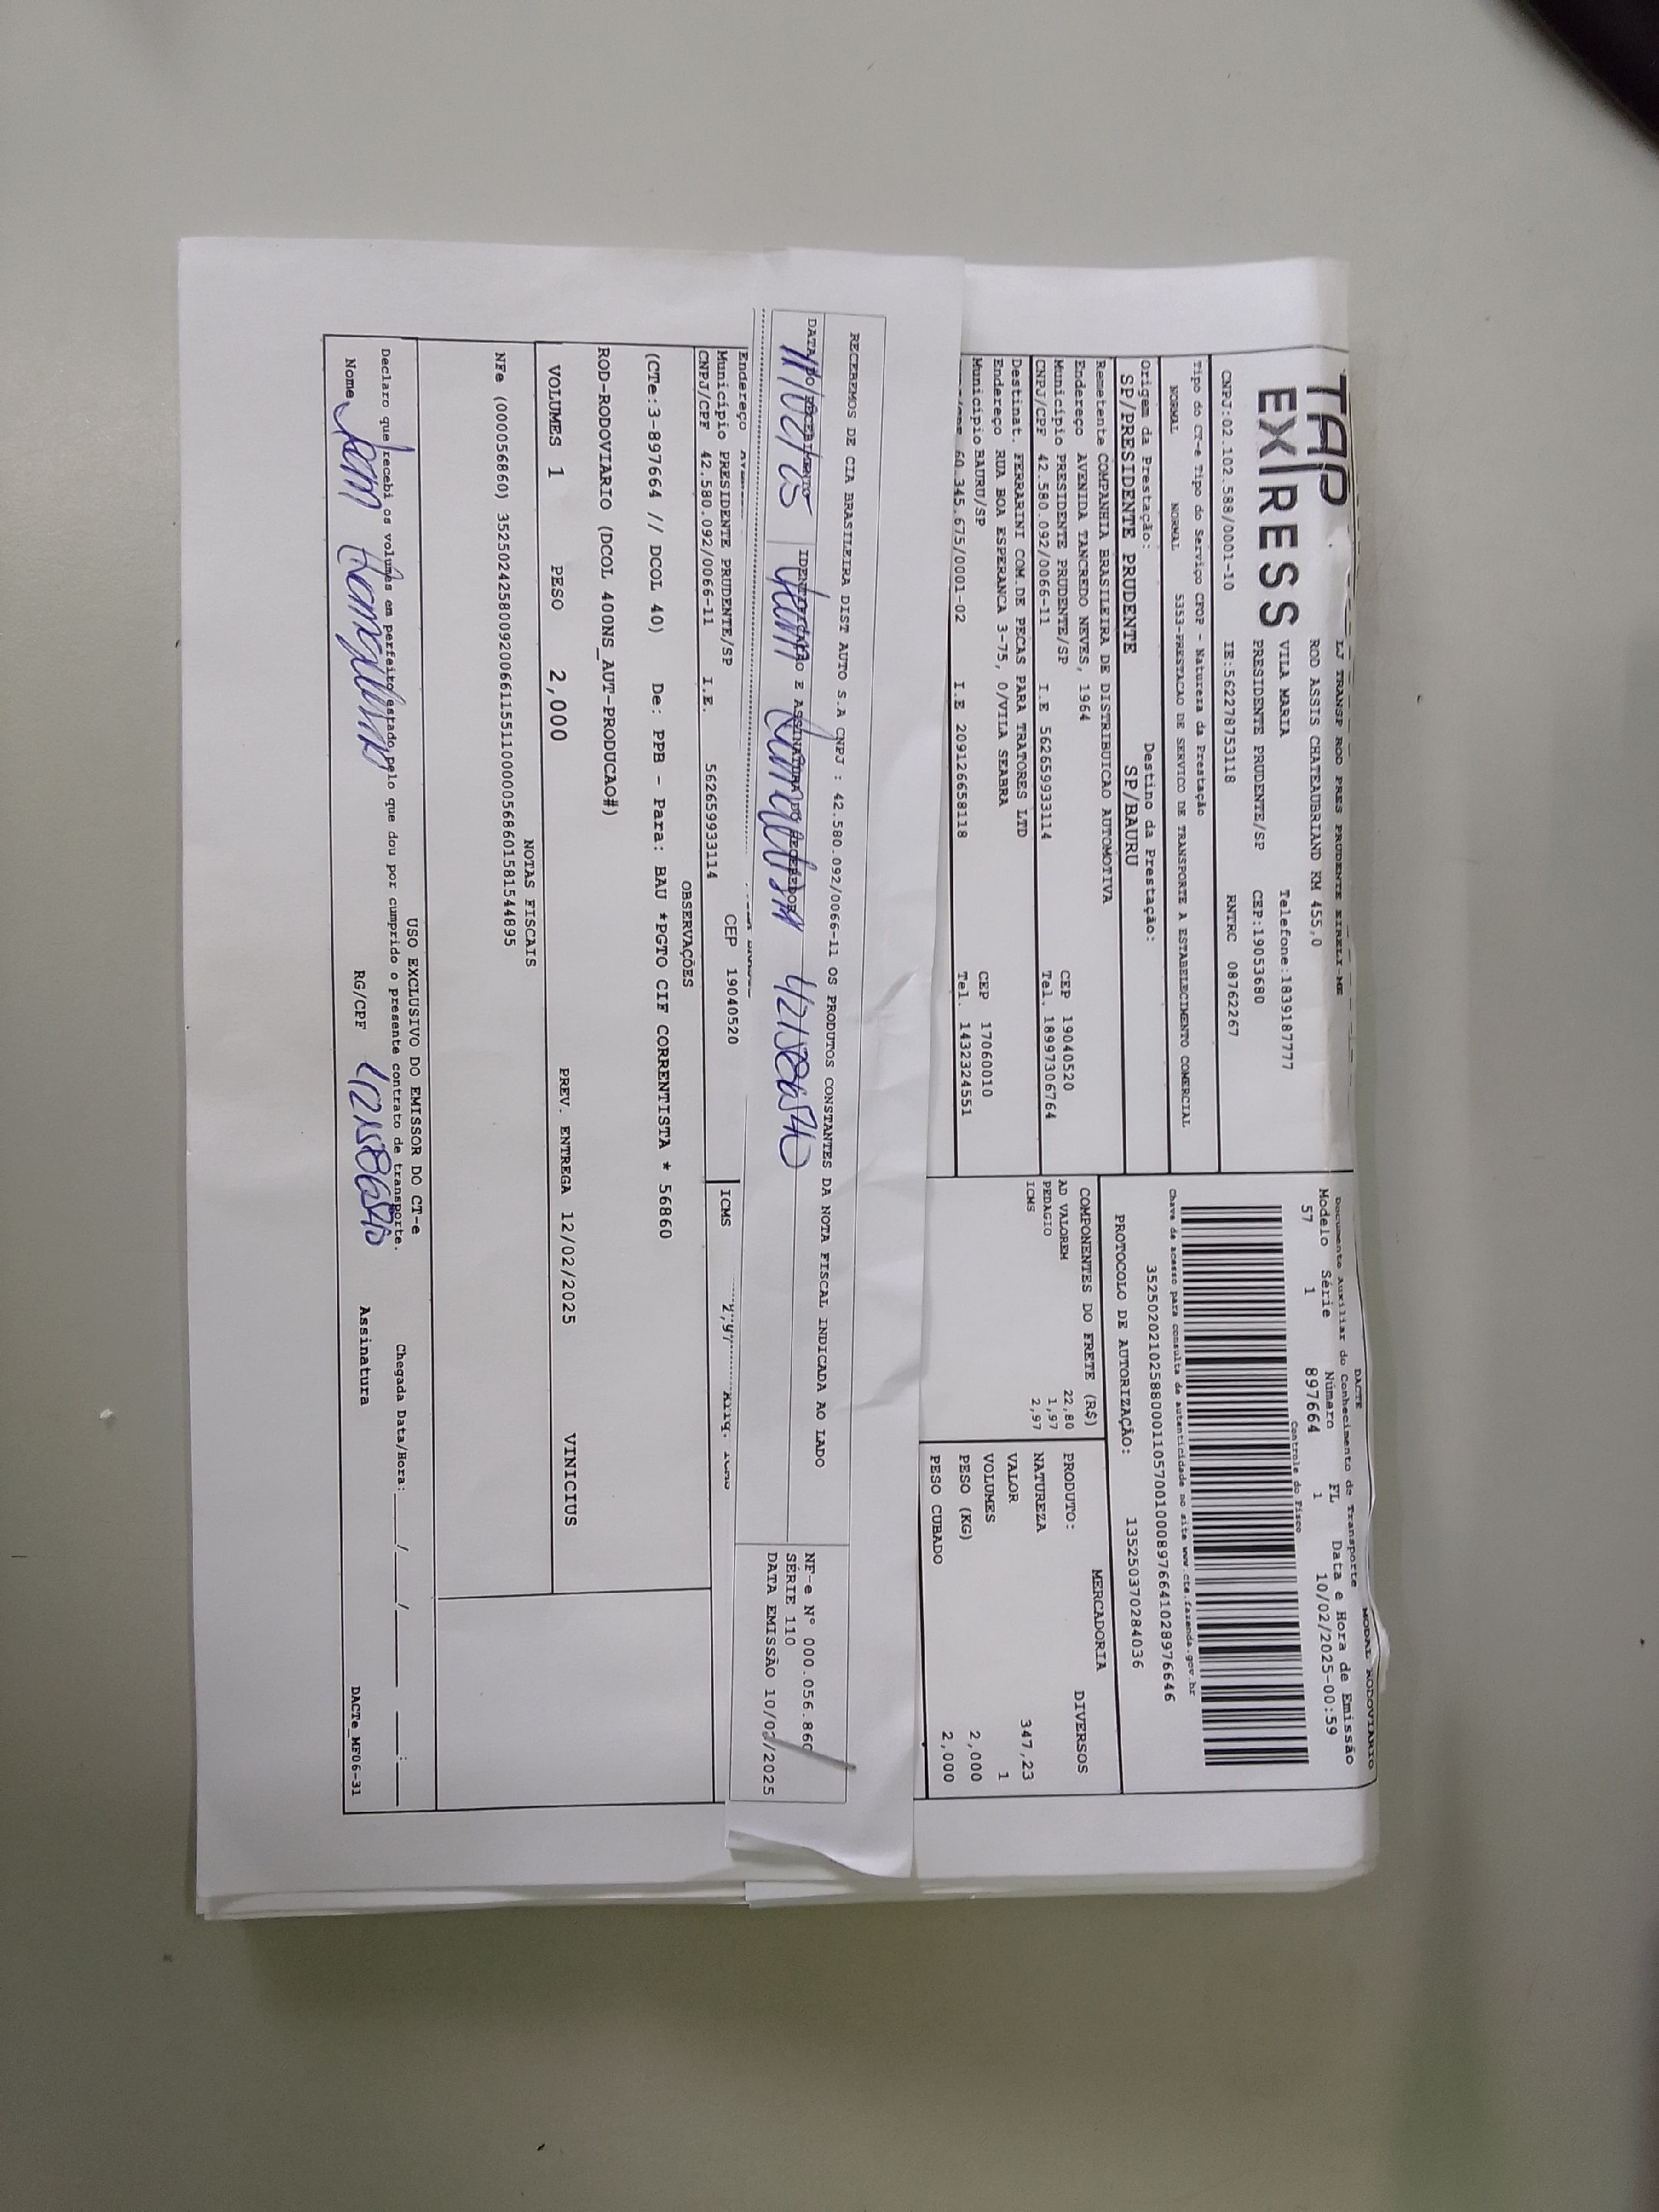 TAP
EXPRESS
LJ TRANSP ROD PRES PRUDENTE EIRELI-ME
ROD ASSIS CHATEAUBRIAND KM 455,0
VILA MARIA Telefone:1839187777
PRESIDENTE PRUDENTE/SP CEP:19053680
CNPJ:02.102.588/0001-10 IE:562278753118 RNTRC 08762267
Tipo do CT-e Tipo do Serviço CFOP - Natureza da Prestação
NORMAL NORMAL 5353-PRESTACAO DE SERVICO DE TRANSPORTE A ESTABELECIMENTO COMERCIAL
Origem da Prestação: Destino da Prestação:
SP/PRESIDENTE PRUDENTE SP/BAURU
Remetente COMPANHIA BRASILEIRA DE DISTRIBUICAO AUTOMOTIVA
Endereço AVENIDA TANCREDO NEVES, 1964
Município PRESIDENTE PRUDENTE/SP CEP 19040520
CNPJ/CPF 42.580.092/0066-11 I.E 562659933114 Tel. 18997306764
Destinat. FERRARINI COM DE PECAS PARA TRATORES LTD
Endereço RUA BOA ESPERANCA 3-75, 0/VILA SEABRA
Município BAURU/SP CEP 17060010
60.345.675/0001-02 I.E 209126658118 Tel. 1432324551
DACTE MODAL RODOVIARIO
Documento Auxiliar do Conhecimento de Transporte
Modelo Série Número FL Data e Hora de Emissão
57 1 897664 1 10/02/2025-00:59
Controle do Fisco
Chave de acesso para consulta de autenticidade no site www.cte.fazenda.gov.br
35250202102588000110570010008976641028976646
PROTOCOLO DE AUTORIZAÇÃO: 135250370284036
COMPONENTES DO FRETE (R$)
AD VALOREM 22,80
PEDAGIO 1,97
ICMS 2,97
MERCADORIA
PRODUTO: DIVERSOS
NATUREZA
VALOR 347,23
VOLUMES 1
PESO (KG) 2,000
PESO CUBADO 2,000
RECEBEMOS DE CIA BRASILEIRA DIST AUTO S.A CNPJ : 42.580.092/0066-11 OS PRODUTOS CONSTANTES DA NOTA FISCAL INDICADA AO LADO
DATA DO RECEBIMENTO IDENTIFICAÇÃO E ASSINATURA DO RECEBEDOR
NF-e Nº 000.056.860
SÉRIE 110
DATA EMISSÃO 10/02/2025
Endereço
Município PRESIDENTE PRUDENTE/SP CEP 19040520
CNPJ/CPF 42.580.092/0066-11 I.E. 562659933114
ICMS 2,97
OBSERVAÇÕES
(CTe:3-897664 // DCOL 40) De: PPB - Para: BAU *PGTO CIF CORRENTISTA * 56860
ROD-RODOVIARIO (DCOL 400NS_AUT-PRODUCAO#)
VOLUMES 1 PESO 2,000 PREV. ENTREGA 12/02/2025 VINICIUS
NOTAS FISCAIS
NFe (000056860) 35250242580092006611551100000568601581544895
USO EXCLUSIVO DO EMISSOR DO CT-e
Declaro que recebi os volumes em perfeito estado pelo que dou por cumprido o presente contrato de transporte. Chegada Data/Hora:____/____/____ ___:___
Nome RG/CPF Assinatura
DACTe_MF06-31